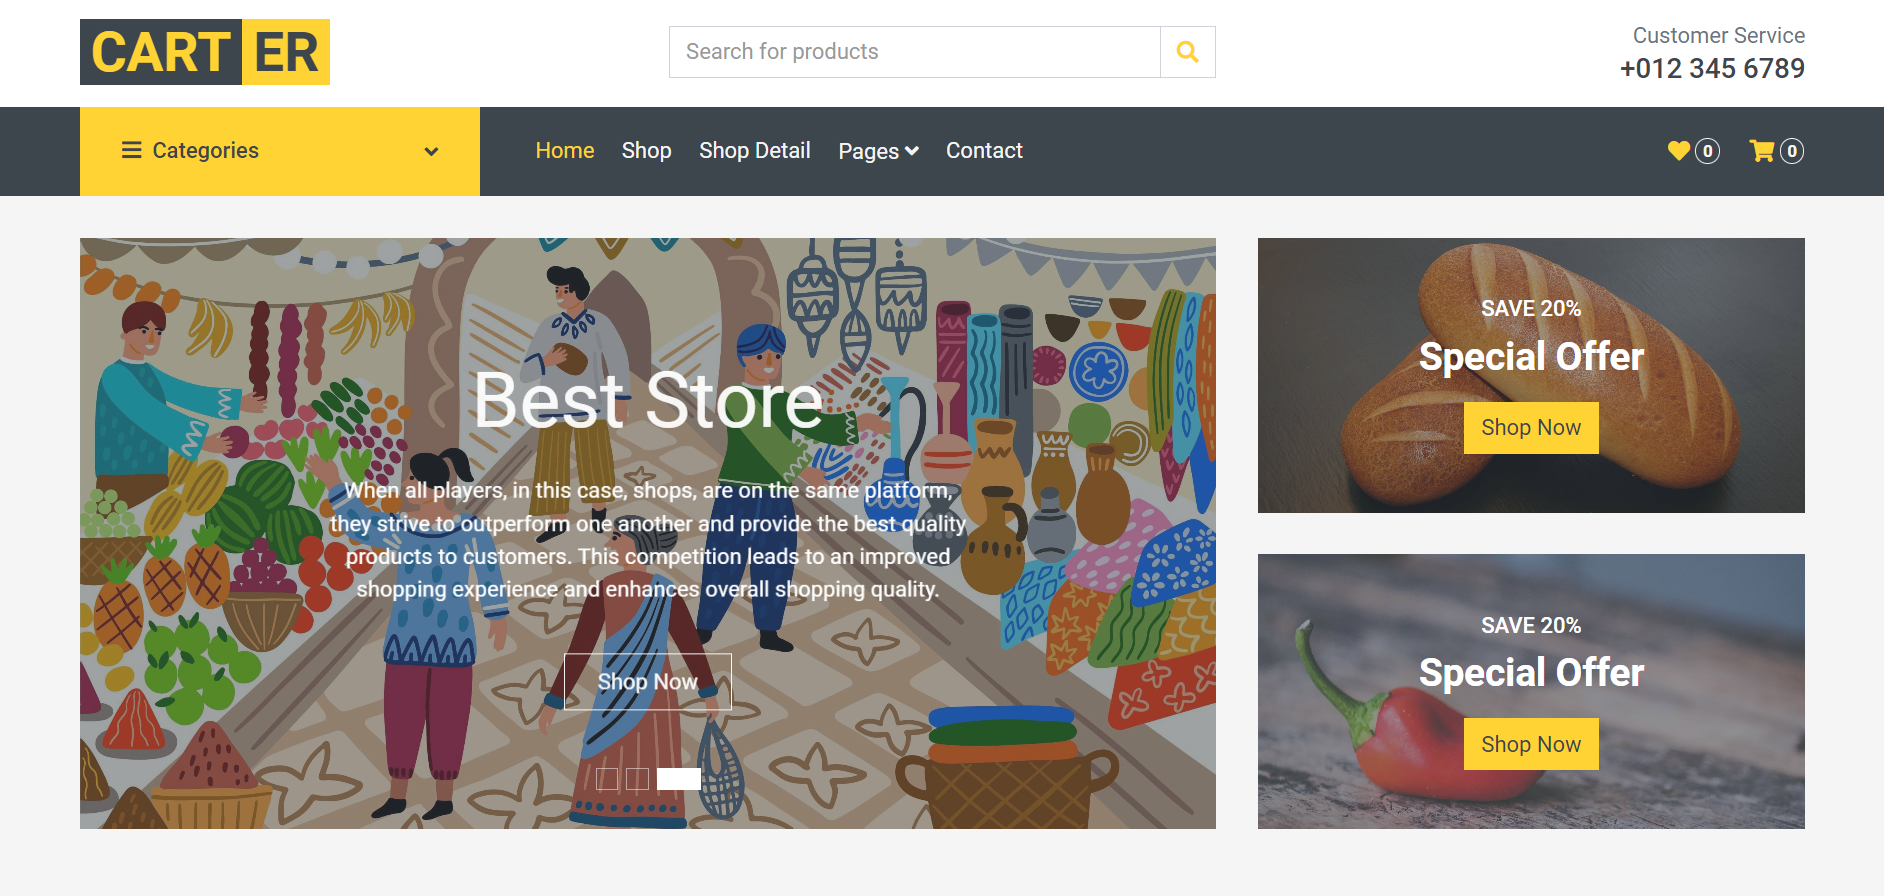 CART ER
Search for products
Customer Service
+012 345 6789
Categories
Home Shop Shop Detail Pages Contact
0 0
Best Store
When all players, in this case, shops, are on the same platform,
they strive to outperform one another and provide the best quality
products to customers. This competition leads to an improved
shopping experience and enhances overall shopping quality.
Shop Now
SAVE 20%
Special Offer
Shop Now
SAVE 20%
Special Offer
Shop Now